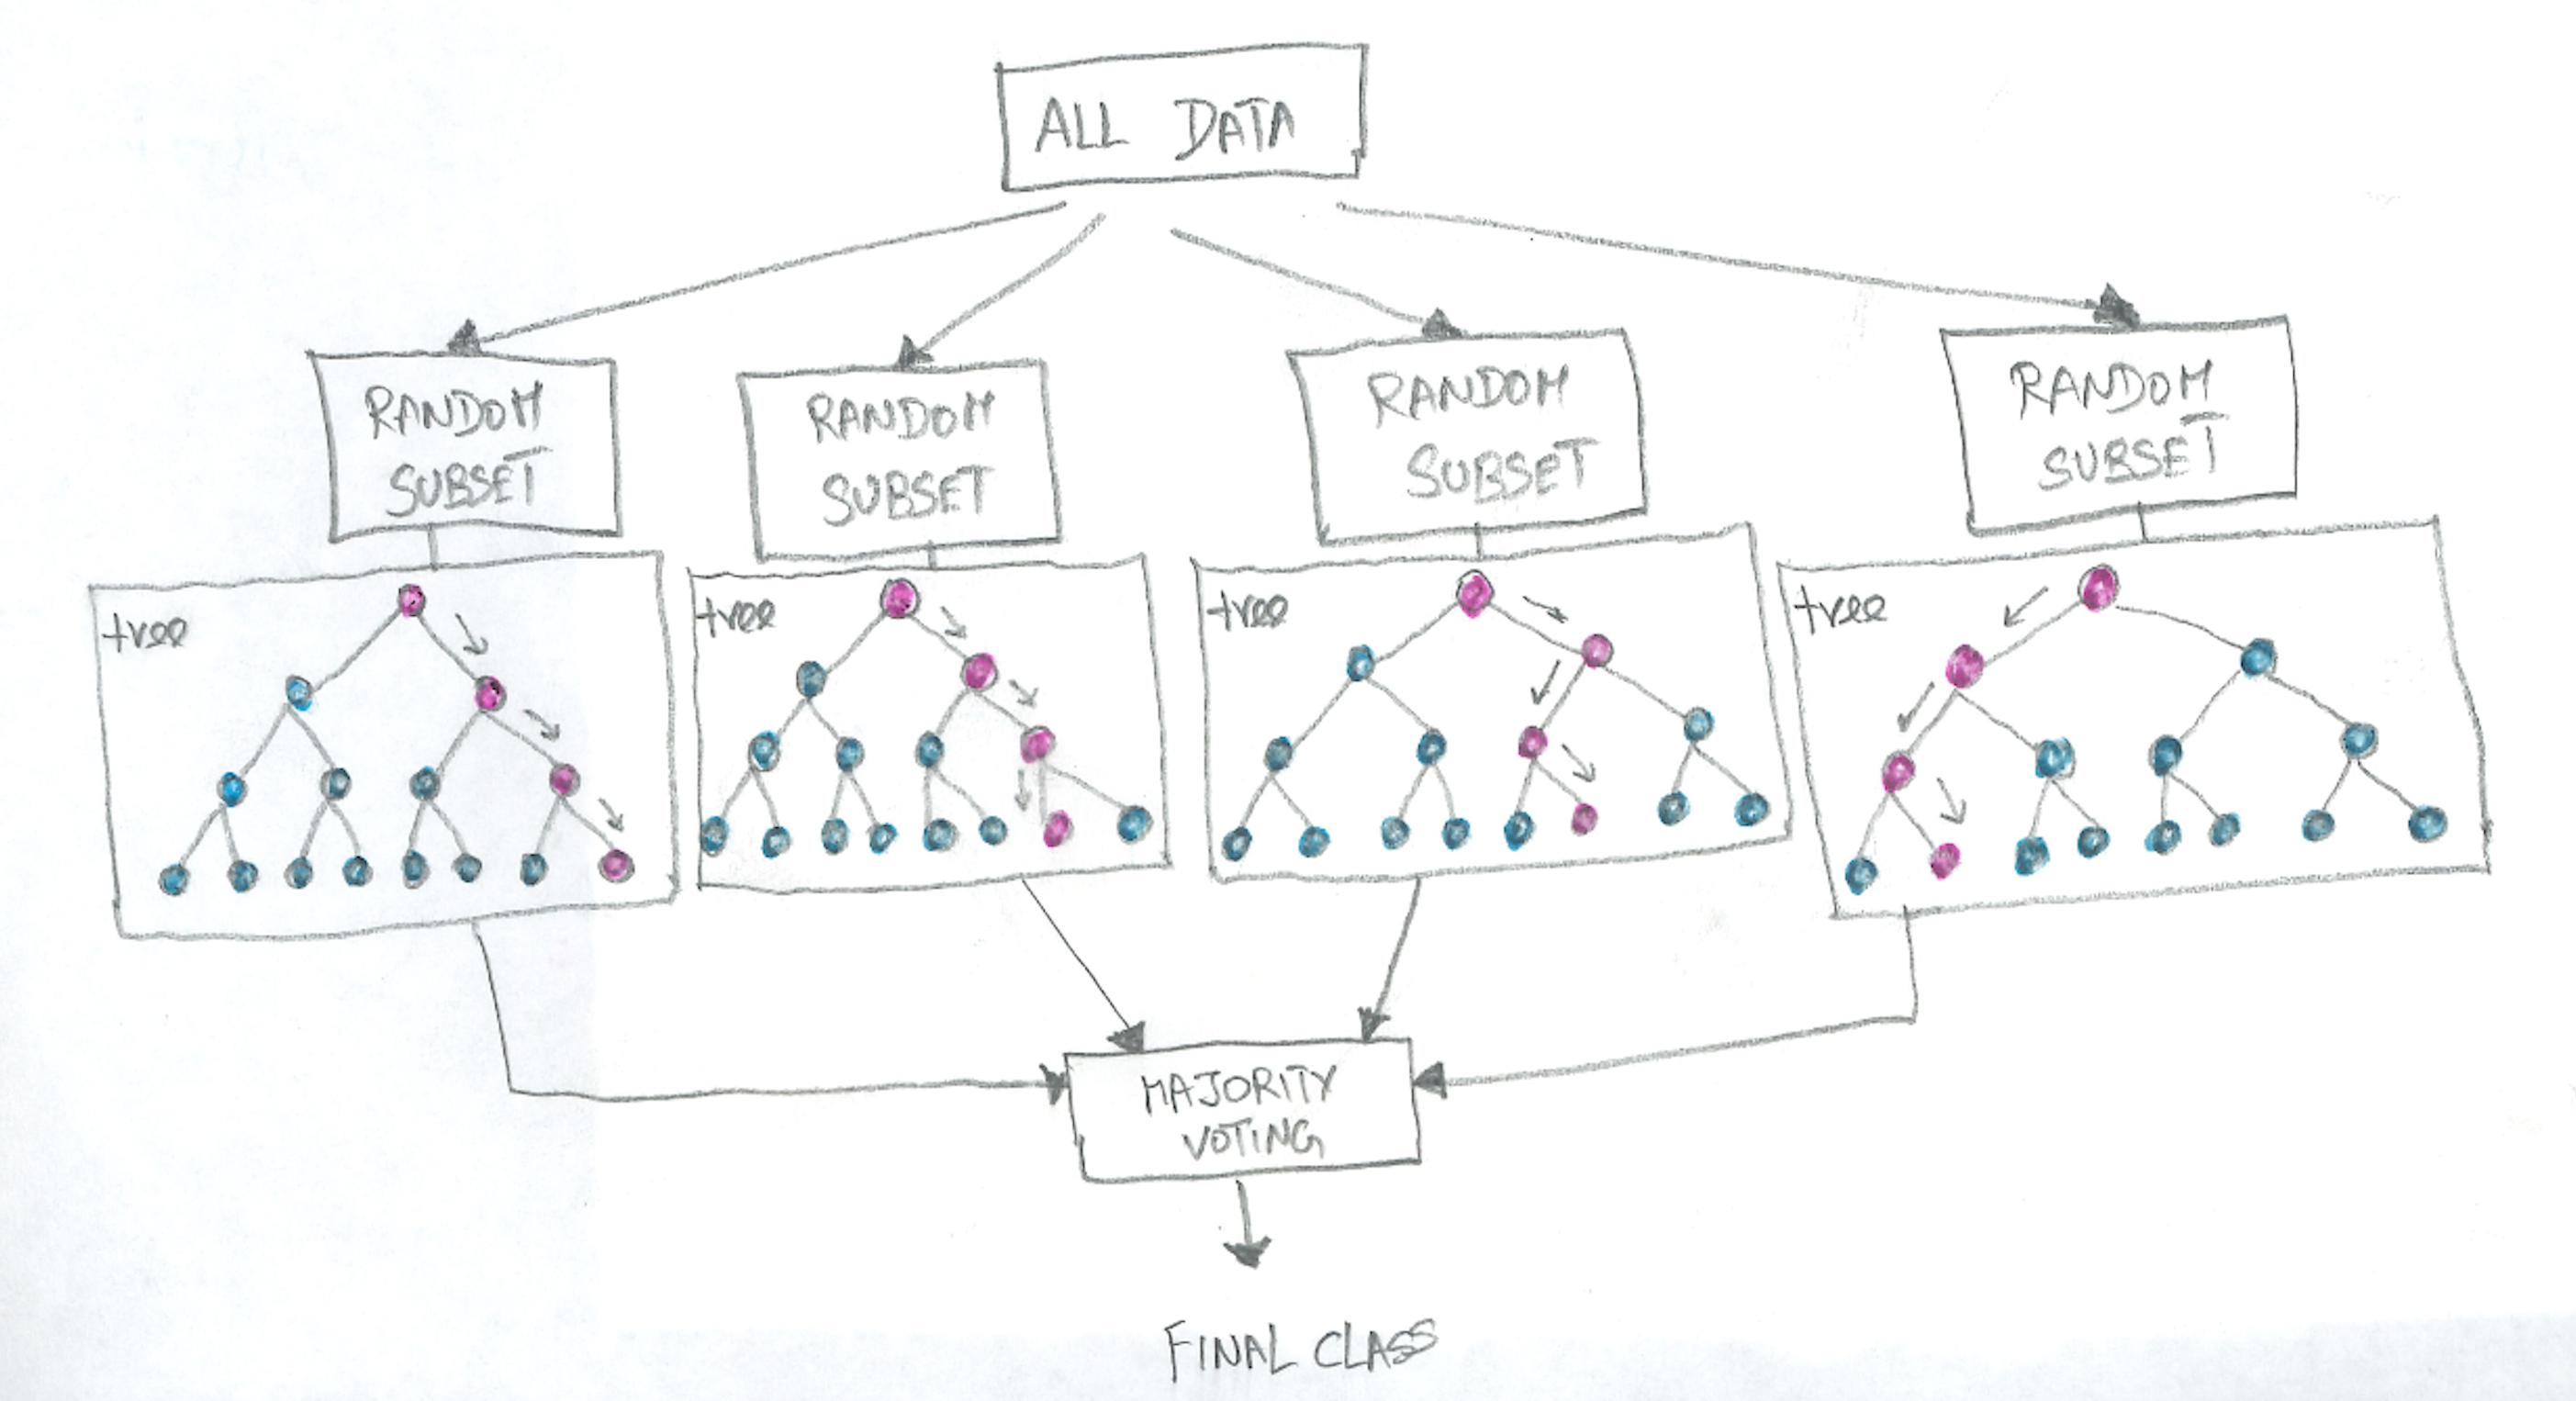 ALL DATA
RANDOM
SUBSET
RANDOM
SUBSET
RANDOM
SUBSET
RANDOM
SUBSET
tree
tree
tree
tree
MAJORITY
VOTING
FINAL CLASS